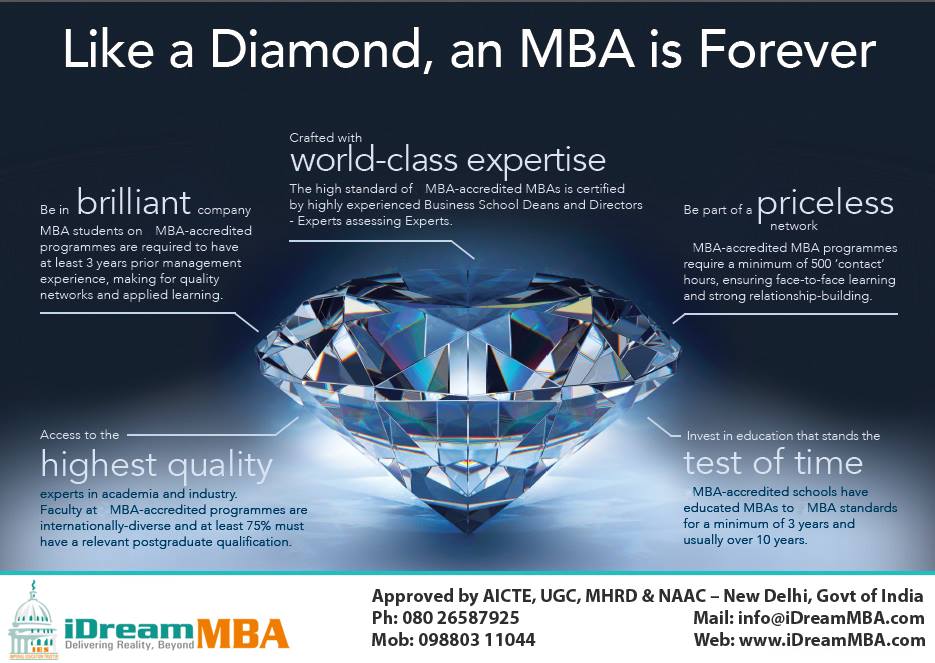 Like a Diamond, an MBA is Forever
Crafted with
world-class expertise
The high standard of MBA-accredited MBAs is certified
by highly experienced Business School Deans and Directors
- Experts assessing Experts.
Be in brilliant company
MBA students on MBA-accredited
programmes are required to have
at least 3 years prior management
experience, making for quality
networks and applied learning.
Be part of a priceless
network
MBA-accredited MBA programmes
require a minimum of 500 'contact'
hours, ensuring face-to-face learning
and strong relationship-building.
Access to the
highest quality
experts in academia and industry.
Faculty at MBA-accredited programmes are
internationally-diverse and at least 75% must
have a relevant postgraduate qualification.
Invest in education that stands the
test of time
MBA-accredited schools have
educated MBAs to MBA standards
for a minimum of 3 years and
usually over 10 years.
IES
iDreamMBA
Delivering Reality, Beyond
Approved by AICTE, UGC, MHRD & NAAC – New Delhi, Govt of India
Ph: 080 26587925
Mail: info@iDreamMBA.com
Mob: 098803 11044
Web: www.iDreamMBA.com